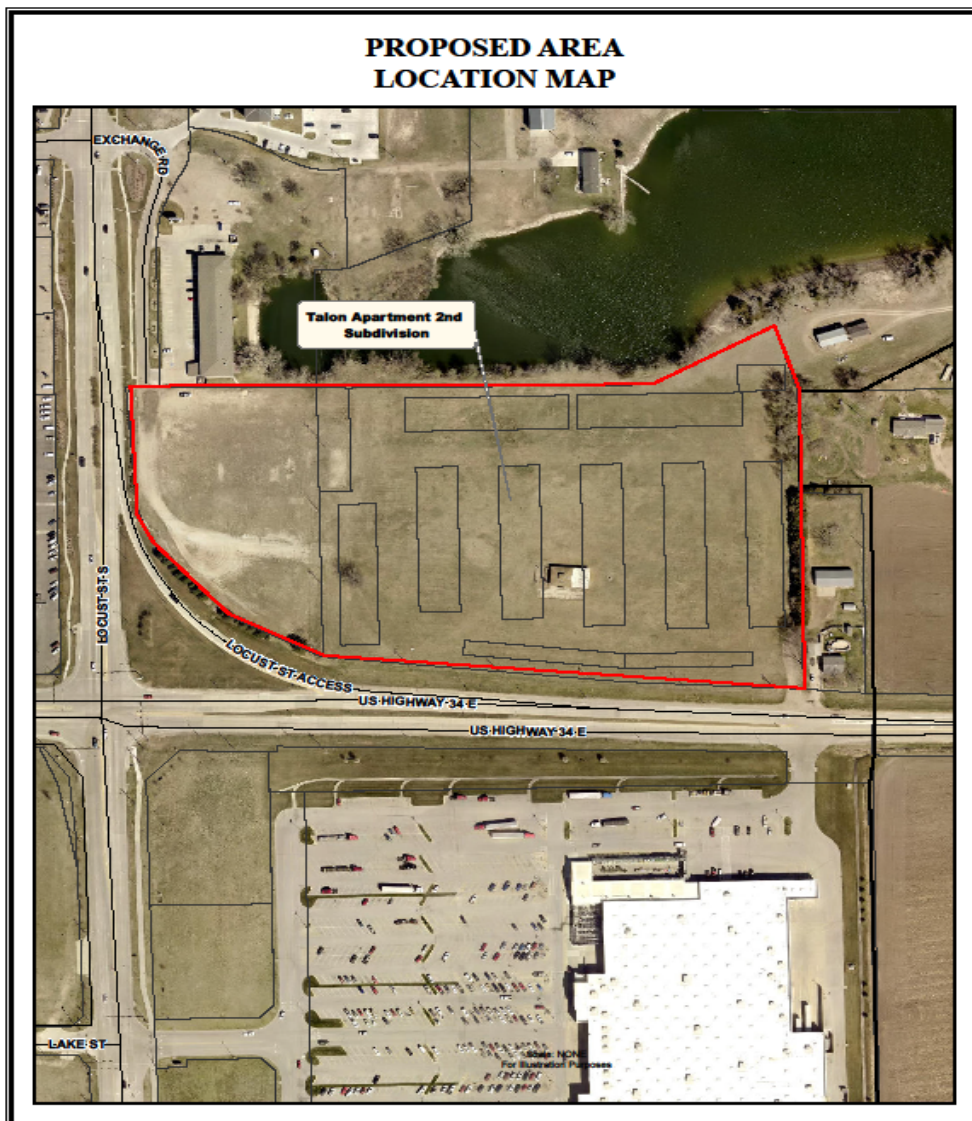 PROPOSED AREA
LOCATION MAP
EXCHANGE RD
Talon Apartment 2nd
Subdivision
LOCUST ST S
LOCUST ST ACCESS
US HIGHWAY 34 E
US HIGHWAY 34 E
LAKE ST
Scale: NONE
For Illustration Purposes